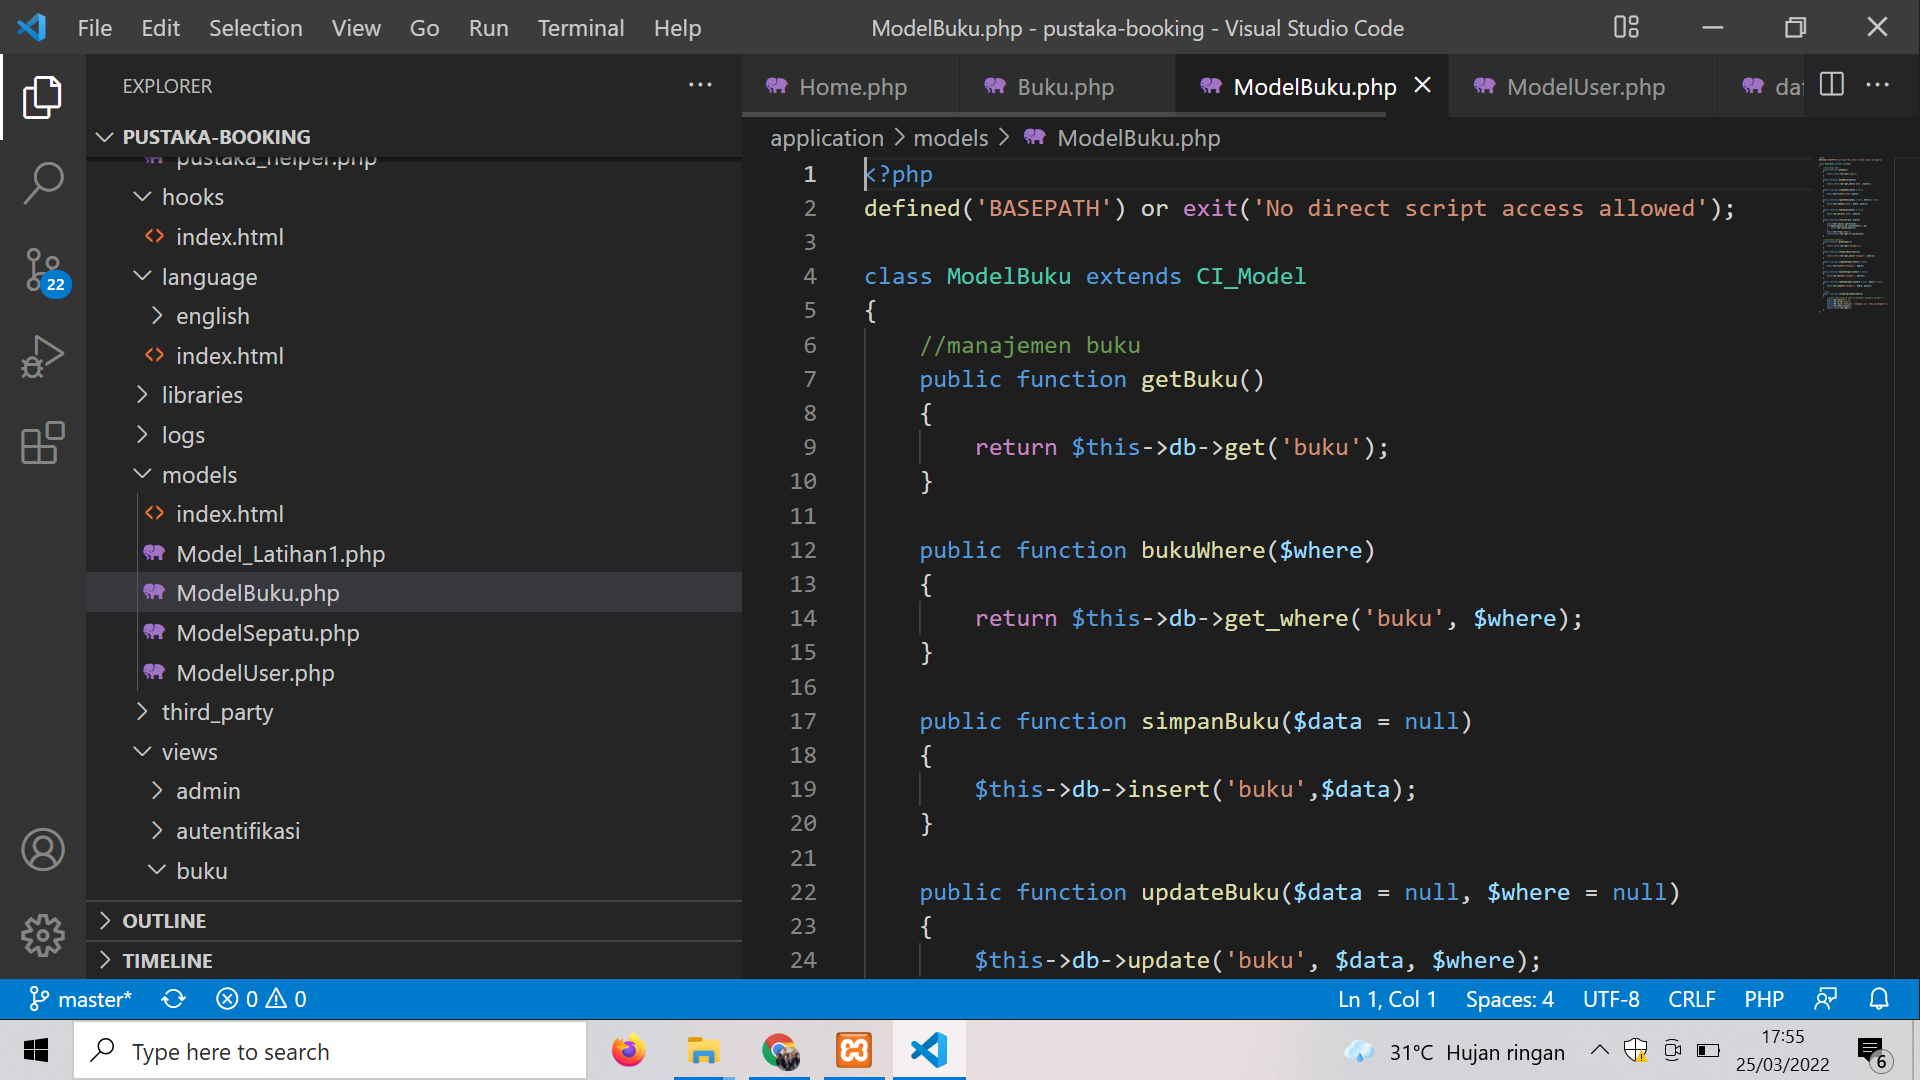 File Edit Selection View Go Run Terminal Help ModelBuku.php - pustaka-booking - Visual Studio Code
EXPLORER
Home.php Buku.php ModelBuku.php ModelUser.php
PUSTAKA-BOOKING
application > models > ModelBuku.php
pustaka_helper.php
hooks
index.html
language
english
index.html
libraries
logs
models
index.html
Model_Latihan1.php
ModelBuku.php
ModelSepatu.php
ModelUser.php
third_party
views
admin
autentifikasi
buku
OUTLINE
TIMELINE
22
1 <?php
2 defined('BASEPATH') or exit('No direct script access allowed');
3
4 class ModelBuku extends CI_Model
5 {
6 //manajemen buku
7 public function getBuku()
8 {
9 return $this->db->get('buku');
10 }
11
12 public function bukuWhere($where)
13 {
14 return $this->db->get_where('buku', $where);
15 }
16
17 public function simpanBuku($data = null)
18 {
19 $this->db->insert('buku',$data);
20 }
21
22 public function updateBuku($data = null, $where = null)
23 {
24 $this->db->update('buku', $data, $where);
master* 0 0 Ln 1, Col 1 Spaces: 4 UTF-8 CRLF PHP
Type here to search 31°C Hujan ringan 17:55
25/03/2022 6